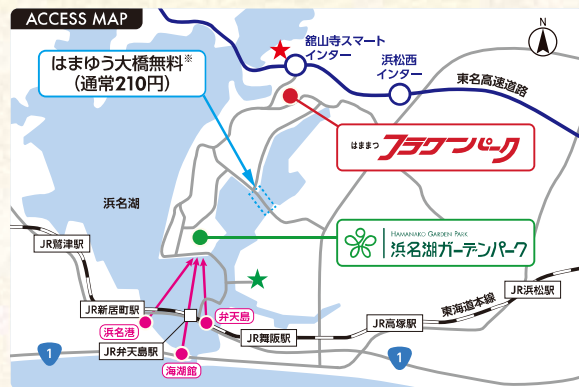 ACCESS MAP
N
舘山寺スマート
インター
浜松西
インター
東名高速道路
はまゆう大橋無料※
(通常210円)
はままつ
フラワーパーク
浜名湖
HAMANAKO GARDEN PARK
浜名湖ガーデンパーク
JR鷲津駅
JR新居町駅
浜名港
弁天島
JR弁天島駅
海湖館
JR舞阪駅
JR高塚駅
東海道本線
JR浜松駅
1
1